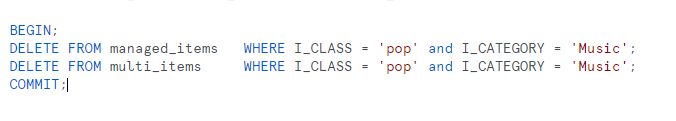 BEGIN;
DELETE FROM managed_items   WHERE I_CLASS = 'pop' and I_CATEGORY = 'Music';
DELETE FROM multi_items     WHERE I_CLASS = 'pop' and I_CATEGORY = 'Music';
COMMIT;